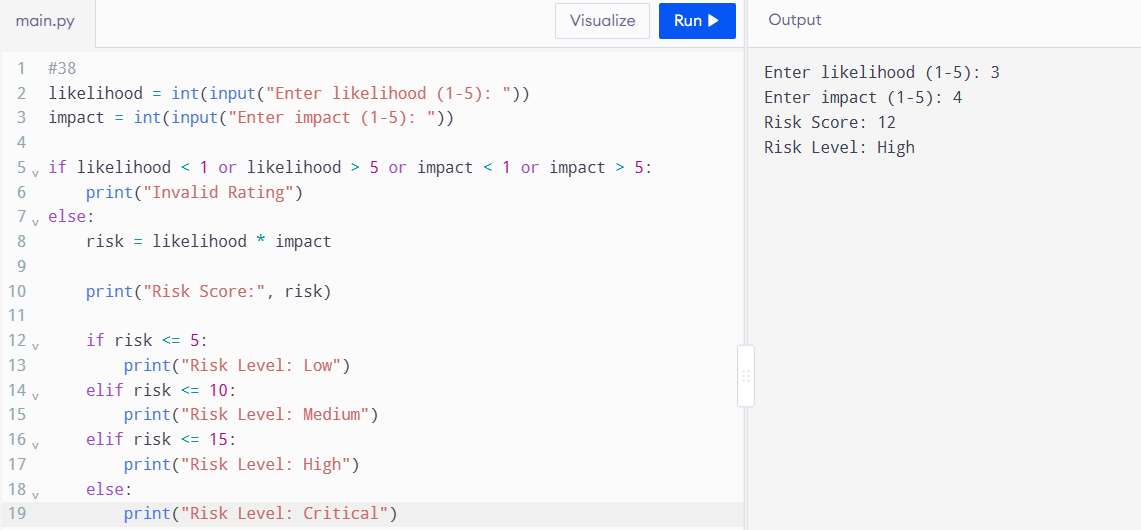 main.py
Visualize
Run
Output
1 #38
2 likelihood = int(input("Enter likelihood (1-5): "))
3 impact = int(input("Enter impact (1-5): "))
4
5 if likelihood < 1 or likelihood > 5 or impact < 1 or impact > 5:
6     print("Invalid Rating")
7 else:
8     risk = likelihood * impact
9
10     print("Risk Score:", risk)
11
12     if risk <= 5:
13         print("Risk Level: Low")
14     elif risk <= 10:
15         print("Risk Level: Medium")
16     elif risk <= 15:
17         print("Risk Level: High")
18     else:
19         print("Risk Level: Critical")
Enter likelihood (1-5): 3
Enter impact (1-5): 4
Risk Score: 12
Risk Level: High